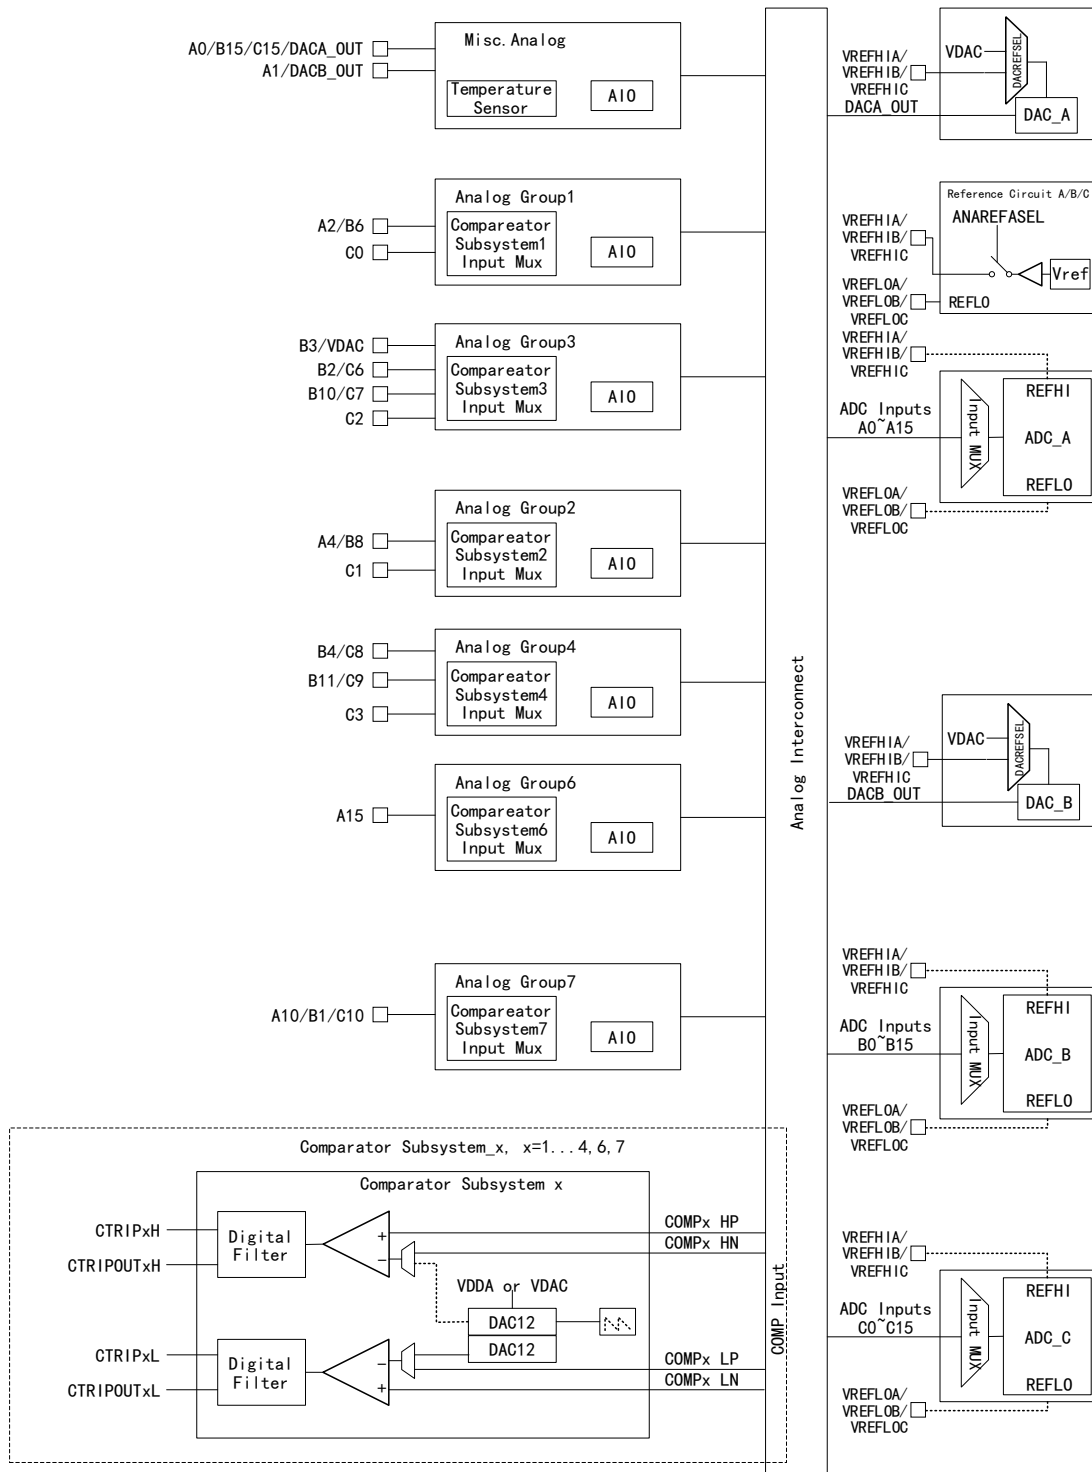 A0/B15/C15/DACA_OUT
A1/DACB_OUT
Misc.Analog
Temperature
Sensor
AIO
A2/B6
C0
Analog Group1
Compareator
Subsystem1
Input Mux
AIO
B3/VDAC
B2/C6
B10/C7
C2
Analog Group3
Compareator
Subsystem3
Input Mux
AIO
A4/B8
C1
Analog Group2
Compareator
Subsystem2
Input Mux
AIO
B4/C8
B11/C9
C3
Analog Group4
Compareator
Subsystem4
Input Mux
AIO
A15
Analog Group6
Compareator
Subsystem6
Input Mux
AIO
A10/B1/C10
Analog Group7
Compareator
Subsystem7
Input Mux
AIO
Comparator Subsystem_x, x=1...4,6,7
Comparator Subsystem x
CTRIPxH
CTRIPOUTxH
Digital
Filter
+
−
COMPx HP
COMPx HN
VDDA or VDAC
DAC12
DAC12
CTRIPxL
CTRIPOUTxL
Digital
Filter
−
+
COMPx LP
COMPx LN
COMP Input
Analog Interconnect
VREFHIA/
VREFHIB/
VREFHIC
DACA_OUT
VDAC
DACREFSEL
DAC_A
Reference Circuit A/B/C
ANAREFASEL
VREFHIA/
VREFHIB/
VREFHIC
Vref
VREFLOA/
VREFLOB/
VREFLOC
REFLO
VREFHIA/
VREFHIB/
VREFHIC
ADC Inputs
A0~A15
Input MUX
REFHI
ADC_A
REFLO
VREFLOA/
VREFLOB/
VREFLOC
VREFHIA/
VREFHIB/
VREFHIC
DACB_OUT
VDAC
DACREFSEL
DAC_B
VREFHIA/
VREFHIB/
VREFHIC
ADC Inputs
B0~B15
Input MUX
REFHI
ADC_B
REFLO
VREFLOA/
VREFLOB/
VREFLOC
VREFHIA/
VREFHIB/
VREFHIC
ADC Inputs
C0~C15
Input MUX
REFHI
ADC_C
REFLO
VREFLOA/
VREFLOB/
VREFLOC